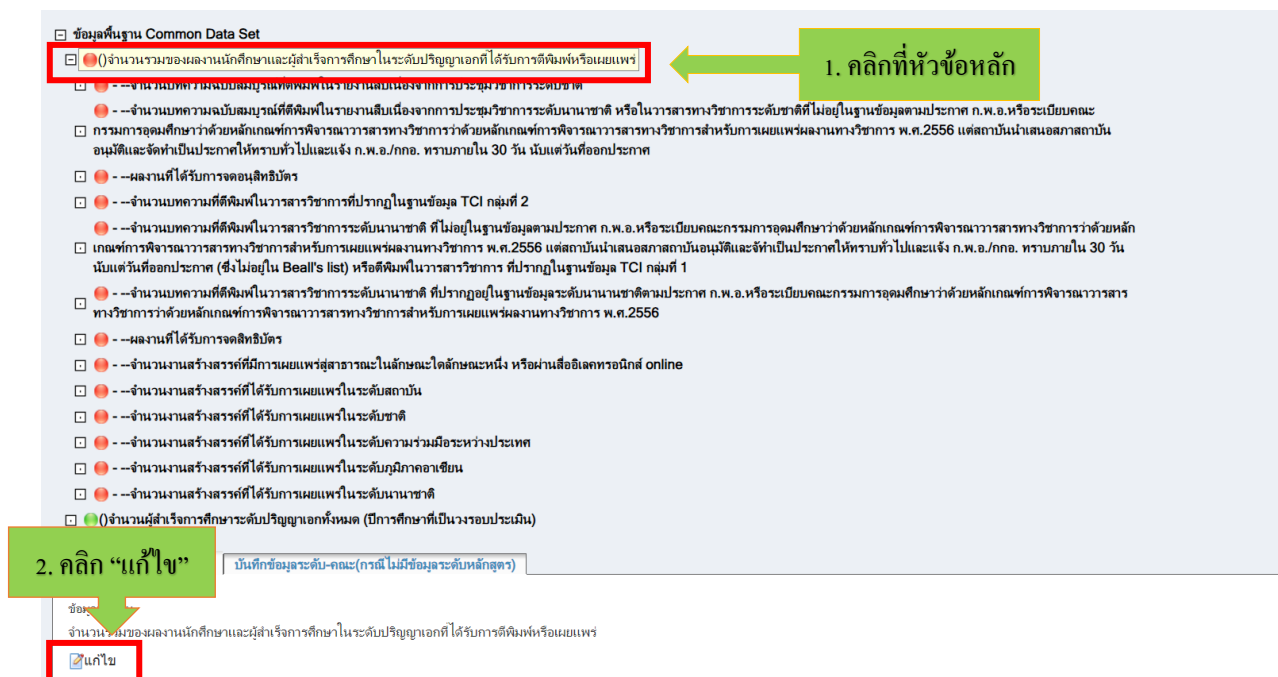 ข้อมูลพื้นฐาน Common Data Set
()จำนวนรวมของผลงานนักศึกษาและผู้สำเร็จการศึกษาในระดับปริญญาเอกที่ได้รับการตีพิมพ์หรือเผยแพร่
1. คลิกที่หัวข้อหลัก
- --จำนวนบทความฉบับสมบูรณ์ที่ตีพิมพ์ในรายงานสืบเนื่องจากการประชุมวิชาการระดับชาติ
- --จำนวนบทความฉบับสมบูรณ์ที่ตีพิมพ์ในรายงานสืบเนื่องจากการประชุมวิชาการระดับนานาชาติ หรือในวารสารทางวิชาการระดับชาติที่ไม่อยู่ในฐานข้อมูลตามประกาศ ก.พ.อ.หรือระเบียบคณะ
กรรมการอุดมศึกษาว่าด้วยหลักเกณฑ์การพิจารณาวารสารทางวิชาการว่าด้วยหลักเกณฑ์การพิจารณาวารสารทางวิชาการสำหรับการเผยแพร่ผลงานทางวิชาการ พ.ศ.2556 แต่สถาบันนำเสนอสภาสถาบัน
อนุมัติและจัดทำเป็นประกาศให้ทราบทั่วไปและแจ้ง ก.พ.อ./กกอ. ทราบภายใน 30 วัน นับแต่วันที่ออกประกาศ
- --ผลงานที่ได้รับการจดอนุสิทธิบัตร
- --จำนวนบทความที่ตีพิมพ์ในวารสารวิชาการที่ปรากฏในฐานข้อมูล TCI กลุ่มที่ 2
- --จำนวนบทความที่ตีพิมพ์ในวารสารวิชาการระดับนานาชาติ ที่ไม่อยู่ในฐานข้อมูลตามประกาศ ก.พ.อ.หรือระเบียบคณะกรรมการอุดมศึกษาว่าด้วยหลักเกณฑ์การพิจารณาวารสารทางวิชาการว่าด้วยหลัก
เกณฑ์การพิจารณาวารสารทางวิชาการสำหรับการเผยแพร่ผลงานทางวิชาการ พ.ศ.2556 แต่สถาบันนำเสนอสภาสถาบันอนุมัติและจัทำเป็นประกาศให้ทราบทั่วไปและแจ้ง ก.พ.อ./กกอ. ทราบภายใน 30 วัน
นับแต่วันที่ออกประกาศ (ซึ่งไม่อยู่ใน Beall's list) หรือตีพิมพ์ในวารสารวิชาการ ที่ปรากฏในฐานข้อมูล TCI กลุ่มที่ 1
- --จำนวนบทความที่ตีพิมพ์ในวารสารวิชาการระดับนานาชาติ ที่ปรากฏอยู่ในฐานข้อมูลระดับนานานชาติตามประกาศ ก.พ.อ.หรือระเบียบคณะกรรมการอุดมศึกษาว่าด้วยหลักเกณฑ์การพิจารณาวารสาร
ทางวิชาการว่าด้วยหลักเกณฑ์การพิจารณาวารสารทางวิชาการสำหรับการเผยแพร่ผลงานทางวิชาการ พ.ศ.2556
- --ผลงานที่ได้รับการจดสิทธิบัตร
- --จำนวนงานสร้างสรรค์ที่มีการเผยแพร่สู่สาธารณะในลักษณะใดลักษณะหนึ่ง หรือผ่านสื่ออิเลคทรอนิกส์ online
- --จำนวนงานสร้างสรรค์ที่ได้รับการเผยแพร่ในระดับสถาบัน
- --จำนวนงานสร้างสรรค์ที่ได้รับการเผยแพร่ในระดับชาติ
- --จำนวนงานสร้างสรรค์ที่ได้รับการเผยแพร่ในระดับความร่วมมือระหว่างประเทศ
- --จำนวนงานสร้างสรรค์ที่ได้รับการเผยแพร่ในระดับภูมิภาคอาเซียน
- --จำนวนงานสร้างสรรค์ที่ได้รับการเผยแพร่ในระดับนานาชาติ
()จำนวนผู้สำเร็จการศึกษาระดับปริญญาเอกทั้งหมด (ปีการศึกษาที่เป็นวงรอบประเมิน)
2. คลิก “แก้ไข”
บันทึกข้อมูลระดับ-คณะ(กรณีไม่มีข้อมูลระดับหลักสูตร)
จำนวนรวมของผลงานนักศึกษาและผู้สำเร็จการศึกษาในระดับปริญญาเอกที่ได้รับการตีพิมพ์หรือเผยแพร่
แก้ไข